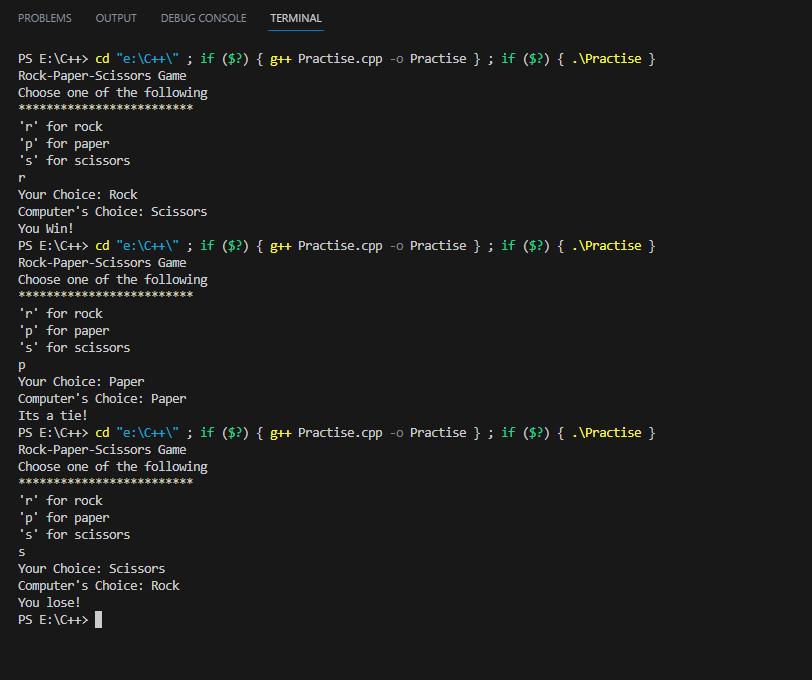 PROBLEMS OUTPUT DEBUG CONSOLE TERMINAL
PS E:\C++> cd "e:\C++\" ; if ($?) { g++ Practise.cpp -o Practise } ; if ($?) { .\Practise }
Rock-Paper-Scissors Game
Choose one of the following
*************************
'r' for rock
'p' for paper
's' for scissors
r
Your Choice: Rock
Computer's Choice: Scissors
You Win!
PS E:\C++> cd "e:\C++\" ; if ($?) { g++ Practise.cpp -o Practise } ; if ($?) { .\Practise }
Rock-Paper-Scissors Game
Choose one of the following
*************************
'r' for rock
'p' for paper
's' for scissors
p
Your Choice: Paper
Computer's Choice: Paper
Its a tie!
PS E:\C++> cd "e:\C++\" ; if ($?) { g++ Practise.cpp -o Practise } ; if ($?) { .\Practise }
Rock-Paper-Scissors Game
Choose one of the following
*************************
'r' for rock
'p' for paper
's' for scissors
s
Your Choice: Scissors
Computer's Choice: Rock
You lose!
PS E:\C++>